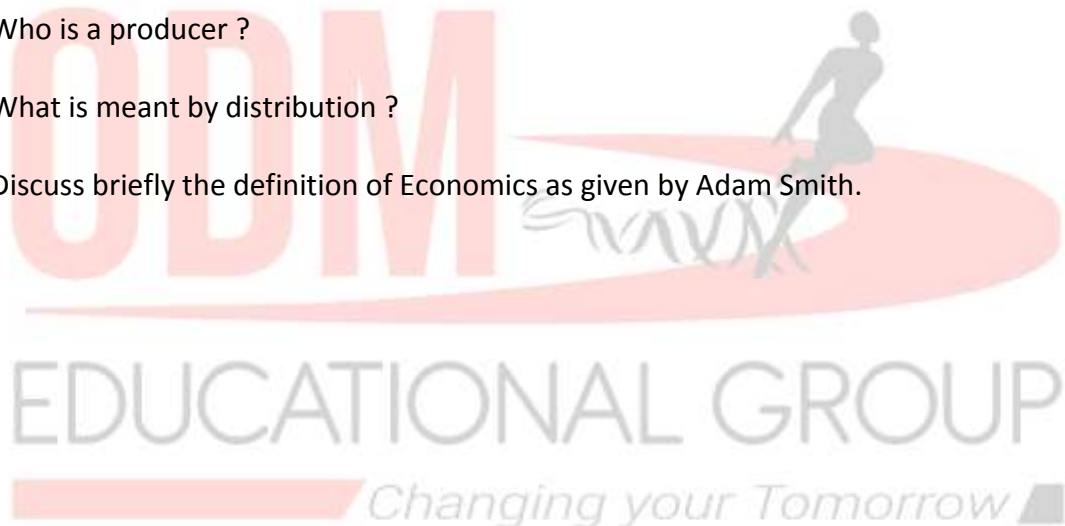 Who is a producer ?
What is meant by distribution ?
Discuss briefly the definition of Economics as given by Adam Smith.
ODM
EDUCATIONAL GROUP
Changing your Tomorrow